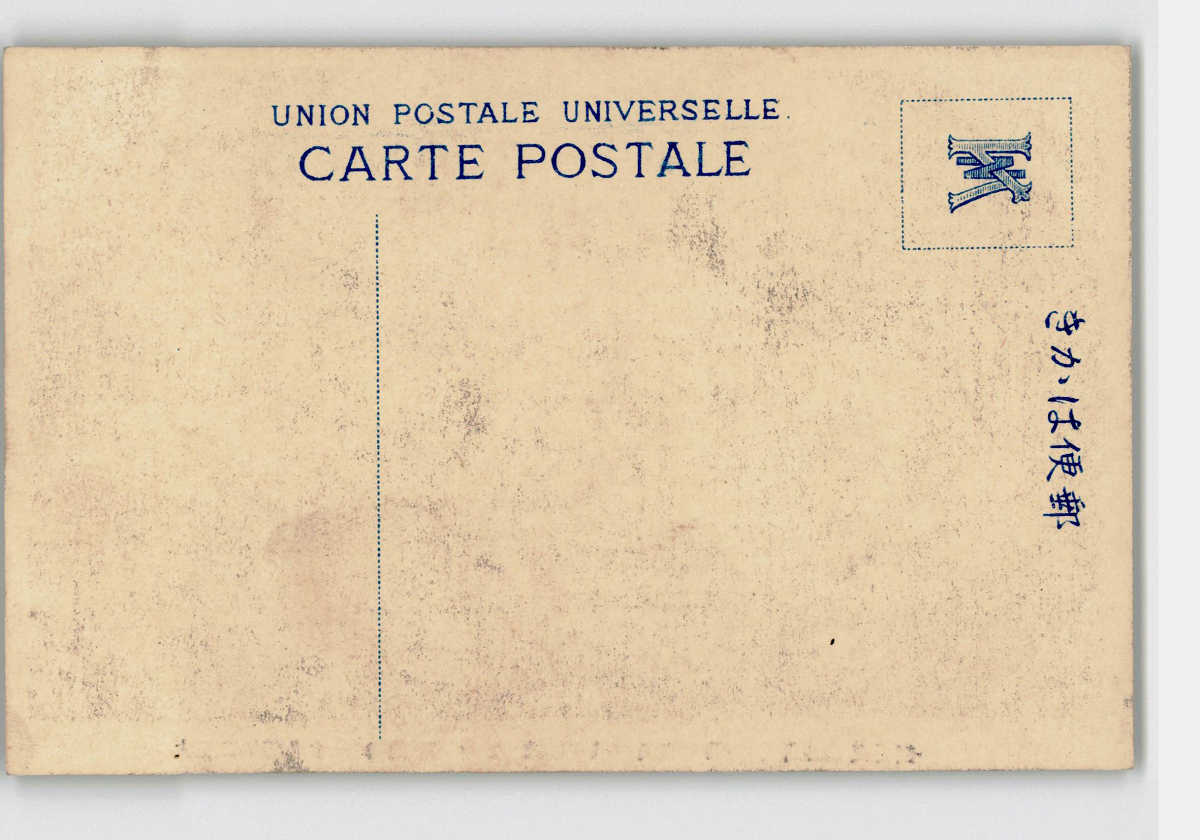 UNION POSTALE UNIVERSELLE.
CARTE POSTALE
きかは便郵